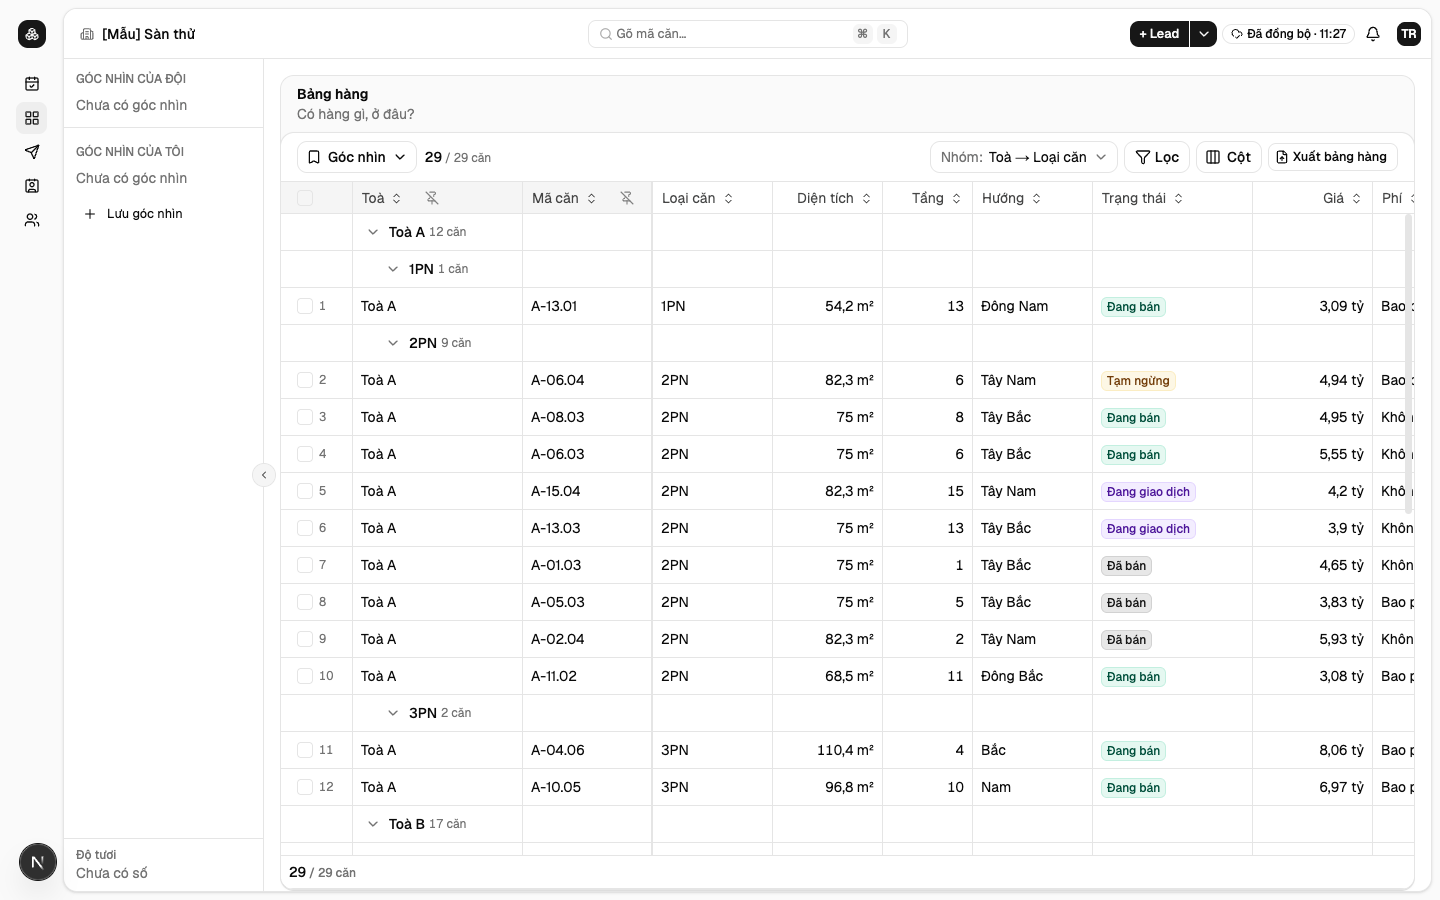 [Mẫu] Sàn thử
Gõ mã căn...
⌘ K
+ Lead
Đã đồng bộ · 11:27
TR
GÓC NHÌN CỦA ĐỘI
Chưa có góc nhìn
GÓC NHÌN CỦA TÔI
Chưa có góc nhìn
+ Lưu góc nhìn
Độ tươi
Chưa có số
N
Bảng hàng
Có hàng gì, ở đâu?
Góc nhìn 29 / 29 căn Nhóm: Toà → Loại căn Lọc Cột Xuất bảng hàng
Toà Mã căn Loại căn Diện tích Tầng Hướng Trạng thái Giá Phí
Toà A 12 căn
1PN 1 căn
1 Toà A A-13.01 1PN 54,2 m² 13 Đông Nam Đang bán 3,09 tỷ Bao
2PN 9 căn
2 Toà A A-06.04 2PN 82,3 m² 6 Tây Nam Tạm ngừng 4,94 tỷ Bao
3 Toà A A-08.03 2PN 75 m² 8 Tây Bắc Đang bán 4,95 tỷ Khôn
4 Toà A A-06.03 2PN 75 m² 6 Tây Bắc Đang bán 5,55 tỷ Khôn
5 Toà A A-15.04 2PN 82,3 m² 15 Tây Nam Đang giao dịch 4,2 tỷ Khôn
6 Toà A A-13.03 2PN 75 m² 13 Tây Bắc Đang giao dịch 3,9 tỷ Khôn
7 Toà A A-01.03 2PN 75 m² 1 Tây Bắc Đã bán 4,65 tỷ Khôn
8 Toà A A-05.03 2PN 75 m² 5 Tây Bắc Đã bán 3,83 tỷ Bao p
9 Toà A A-02.04 2PN 82,3 m² 2 Tây Nam Đã bán 5,93 tỷ Khôn
10 Toà A A-11.02 2PN 68,5 m² 11 Đông Bắc Đang bán 3,08 tỷ Bao p
3PN 2 căn
11 Toà A A-04.06 3PN 110,4 m² 4 Bắc Đang bán 8,06 tỷ Bao p
12 Toà A A-10.05 3PN 96,8 m² 10 Nam Đang bán 6,97 tỷ Bao p
Toà B 17 căn
29 / 29 căn